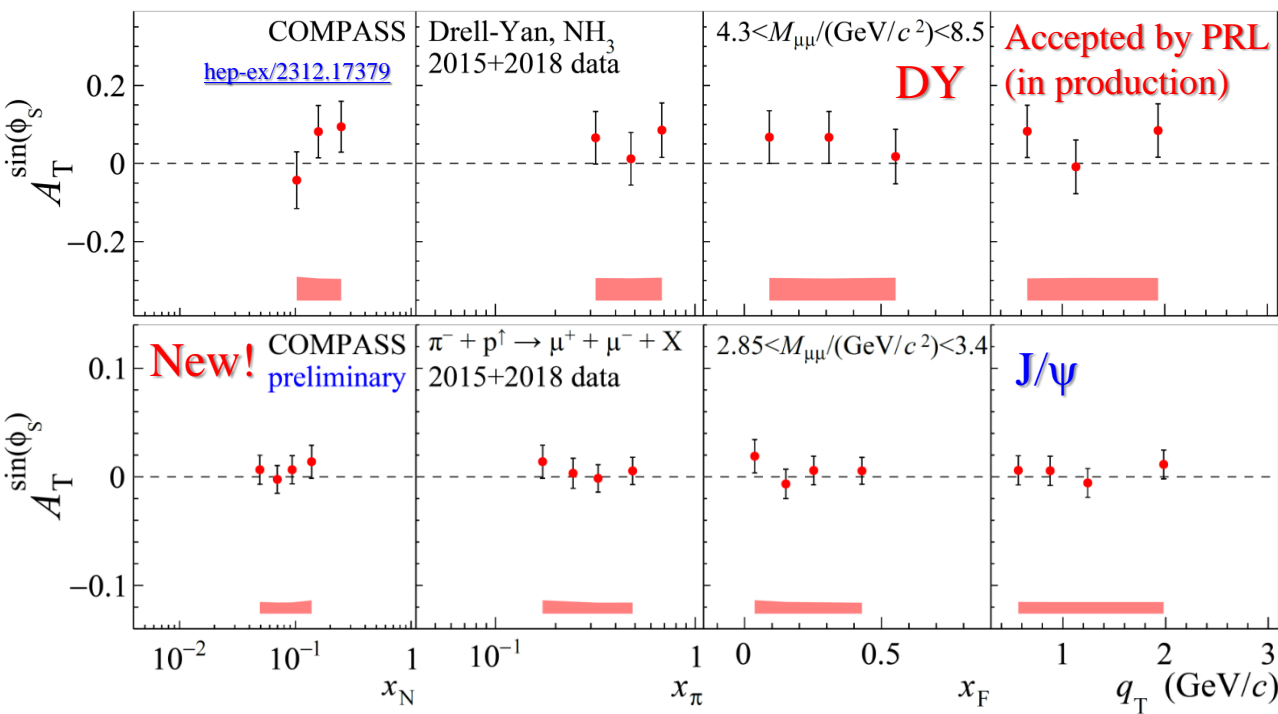 COMPASS
hep-ex/2312.17379
Drell-Yan, NH3
2015+2018 data
4.3<Mμμ/(GeV/c 2)<8.5
DY
Accepted by PRL
(in production)
A_T^sin(ϕS)
0.2
0
−0.2
New!
COMPASS
preliminary
π− + p↑ → μ+ + μ− + X
2015+2018 data
2.85<Mμμ/(GeV/c 2)<3.4
J/ψ
A_T^sin(ϕS)
0.1
0
−0.1
10−2 10−1 1
xN
10−1 1
xπ
0 0.5
xF
1 2 3
qT (GeV/c)